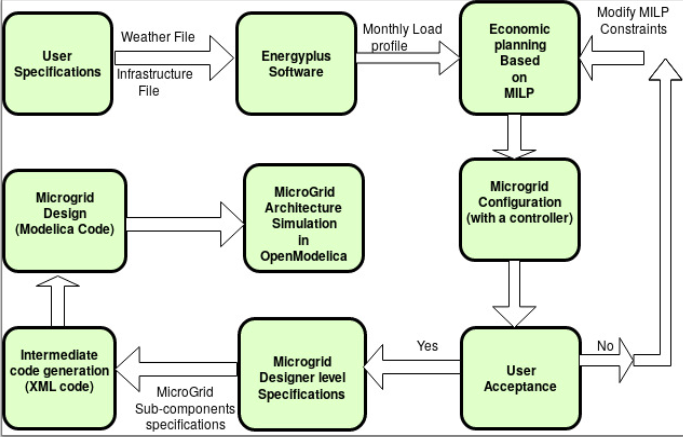 User
Specifications
Weather File
Infrastructure
File
Energyplus
Software
Monthly Load
profile
Economic
planning
Based
on
MILP
Modify MILP
Constraints
Microgrid
Design
(Modelica Code)
MicroGrid
Architecture
Simulation
in
OpenModelica
Microgrid
Configuration
(with a controller)
Intermediate
code generation
(XML code)
MicroGrid
Sub-components
specifications
Microgrid
Designer level
Specifications
Yes
User
Acceptance
No